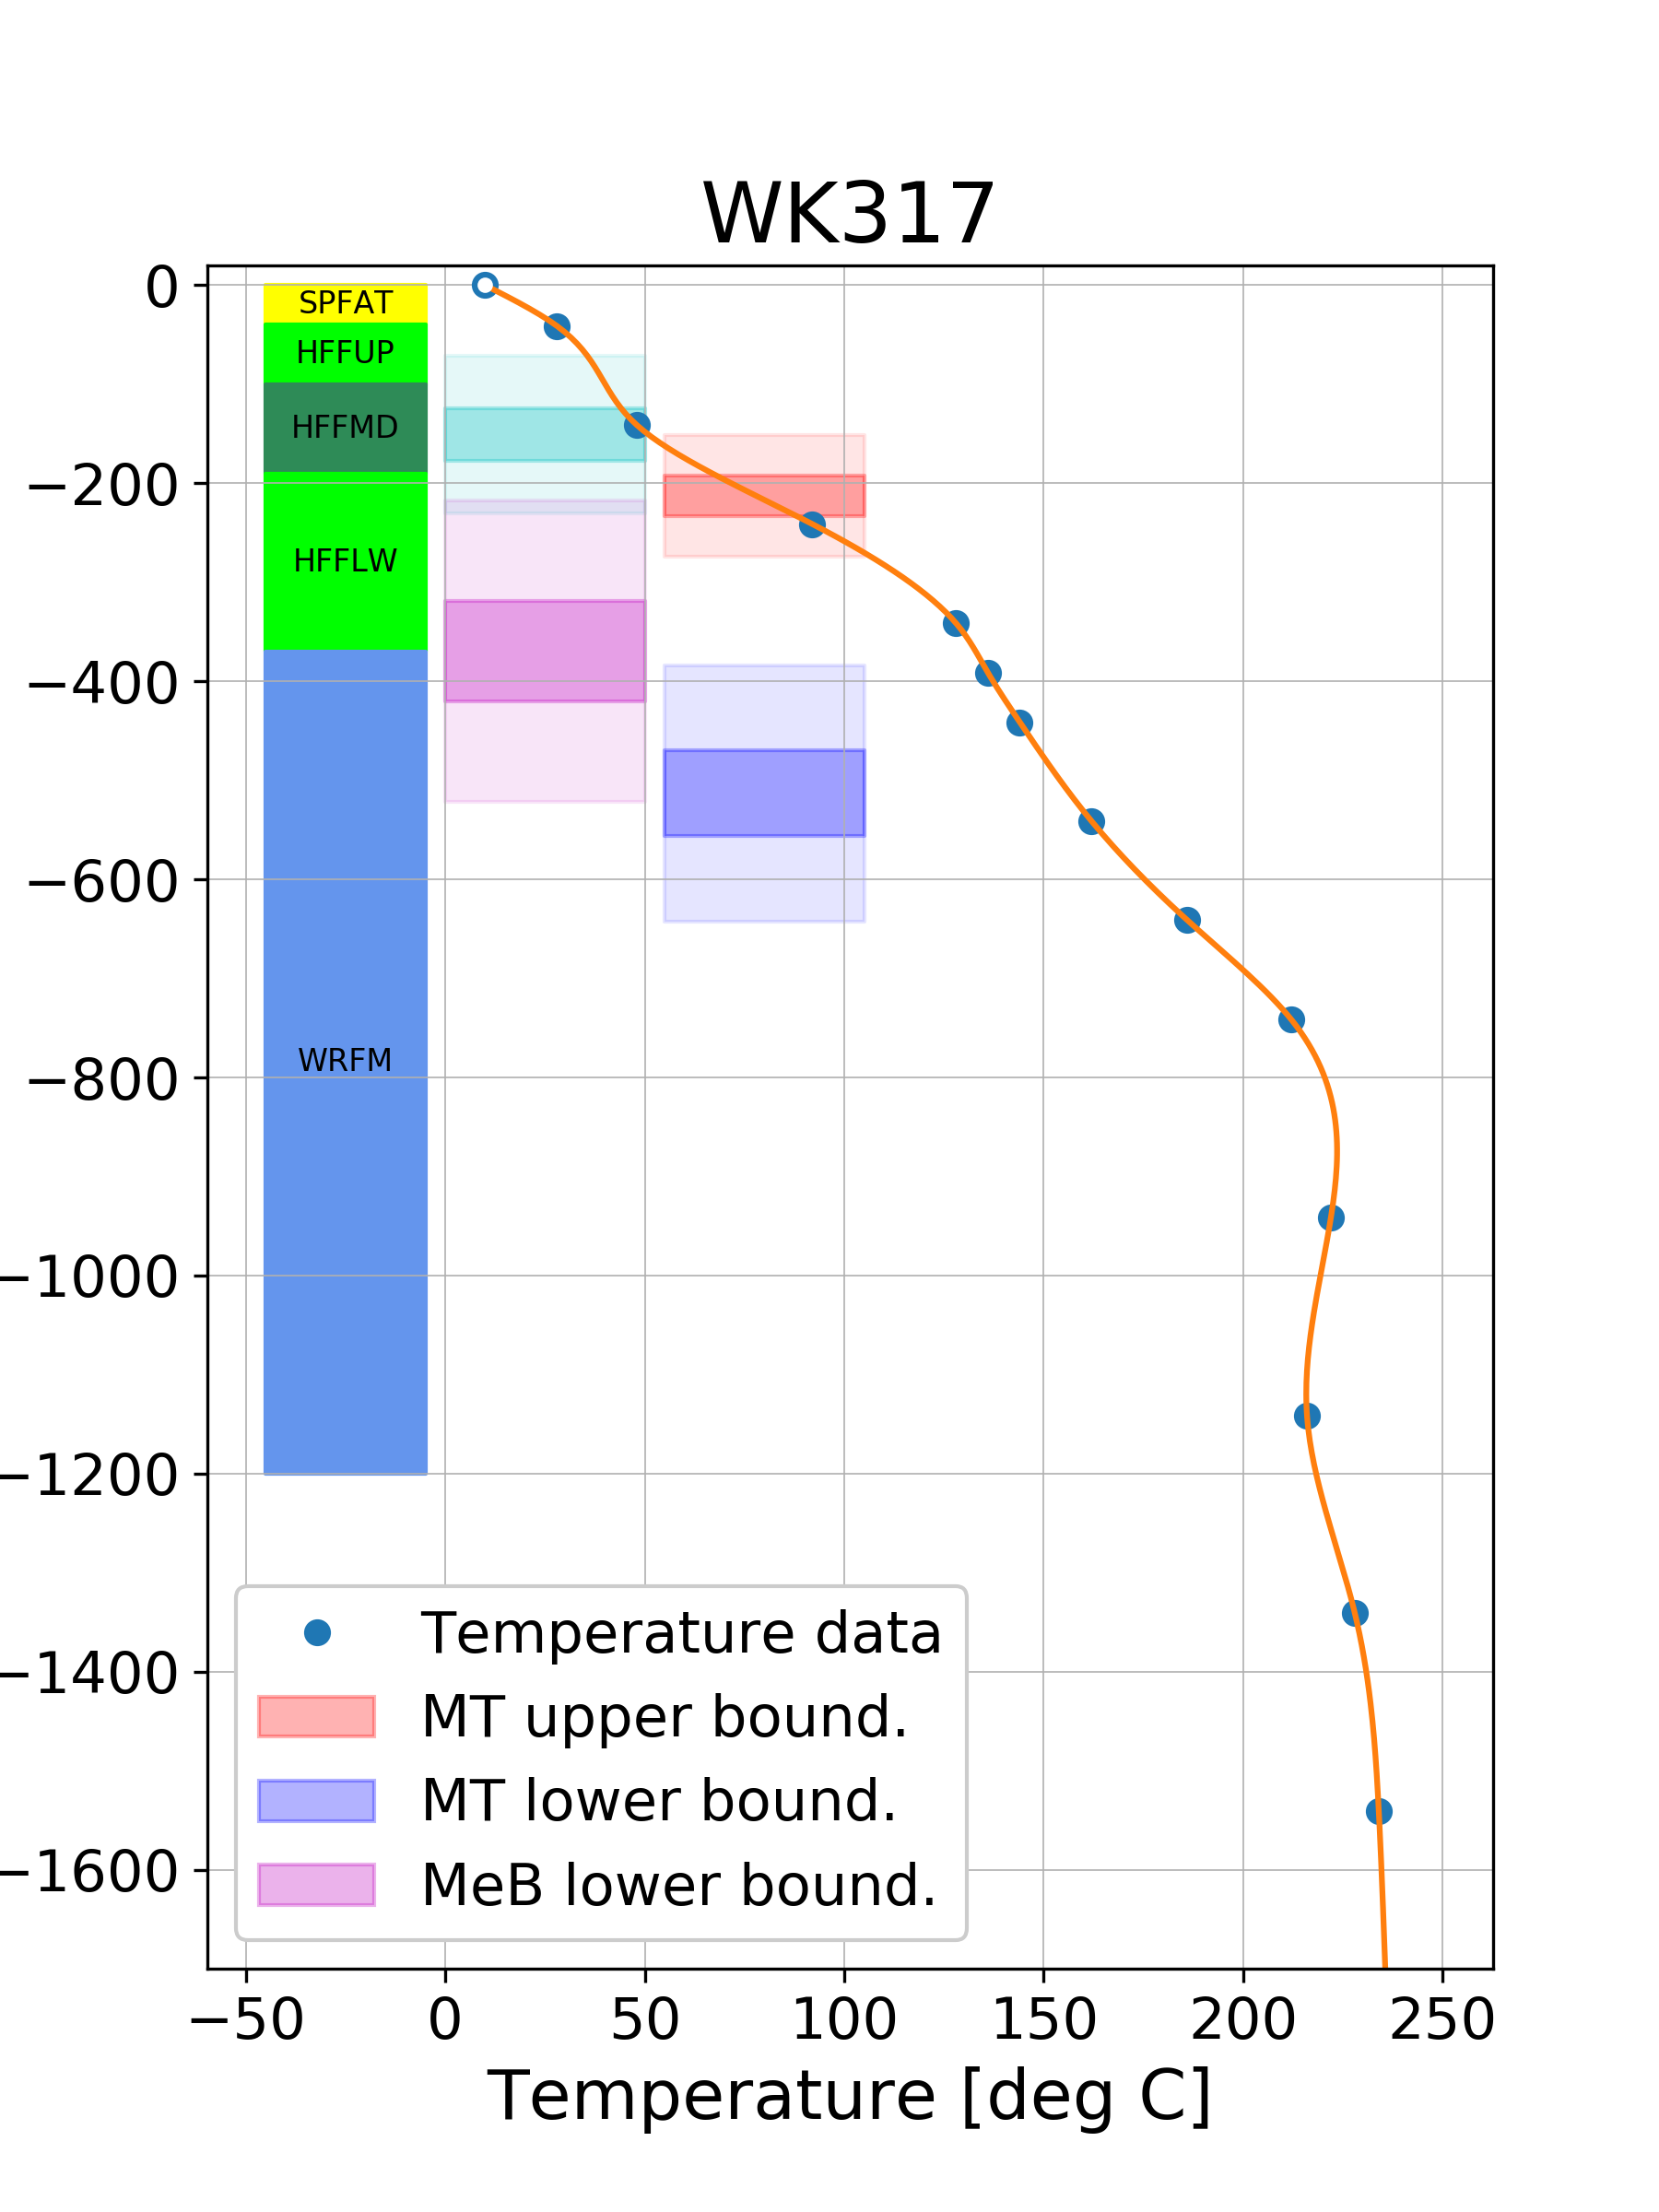 WK317
0
−200
−400
−600
−800
−1000
−1200
−1400
−1600
SPFAT
HFFUP
HFFMD
HFFLW
WRFM
Temperature data
MT upper bound.
MT lower bound.
MeB lower bound.
−50 0 50 100 150 200 250
Temperature [deg C]